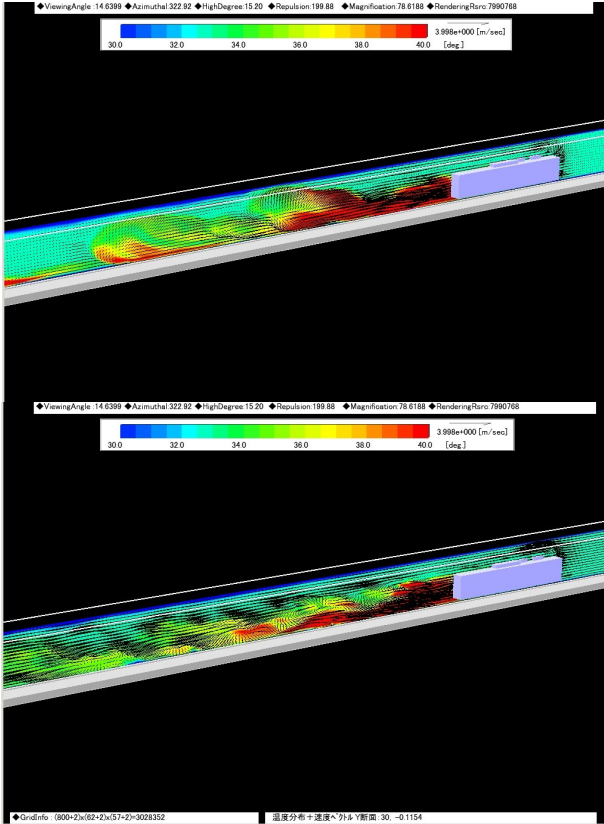 ◆ViewingAngle :14.6399 ◆Azimuthal:322.92 ◆HighDegree:15.20 ◆Repulsion:199.88 ◆Magnification:78.6188 ◆RenderingRsrc:7990768
3.998e+000 [m/sec]
30.0 32.0 34.0 36.0 38.0 40.0 [deg.]
◆ViewingAngle :14.6399 ◆Azimuthal:322.92 ◆HighDegree:15.20 ◆Repulsion:199.88 ◆Magnification:78.6188 ◆RenderingRsrc:7990768
3.998e+000 [m/sec]
30.0 32.0 34.0 36.0 38.0 40.0 [deg.]
◆GridInfo : (800+2)x(62+2)x(57+2)=3028352 温度分布+速度ベクトル Y断面: 30, -0.1154